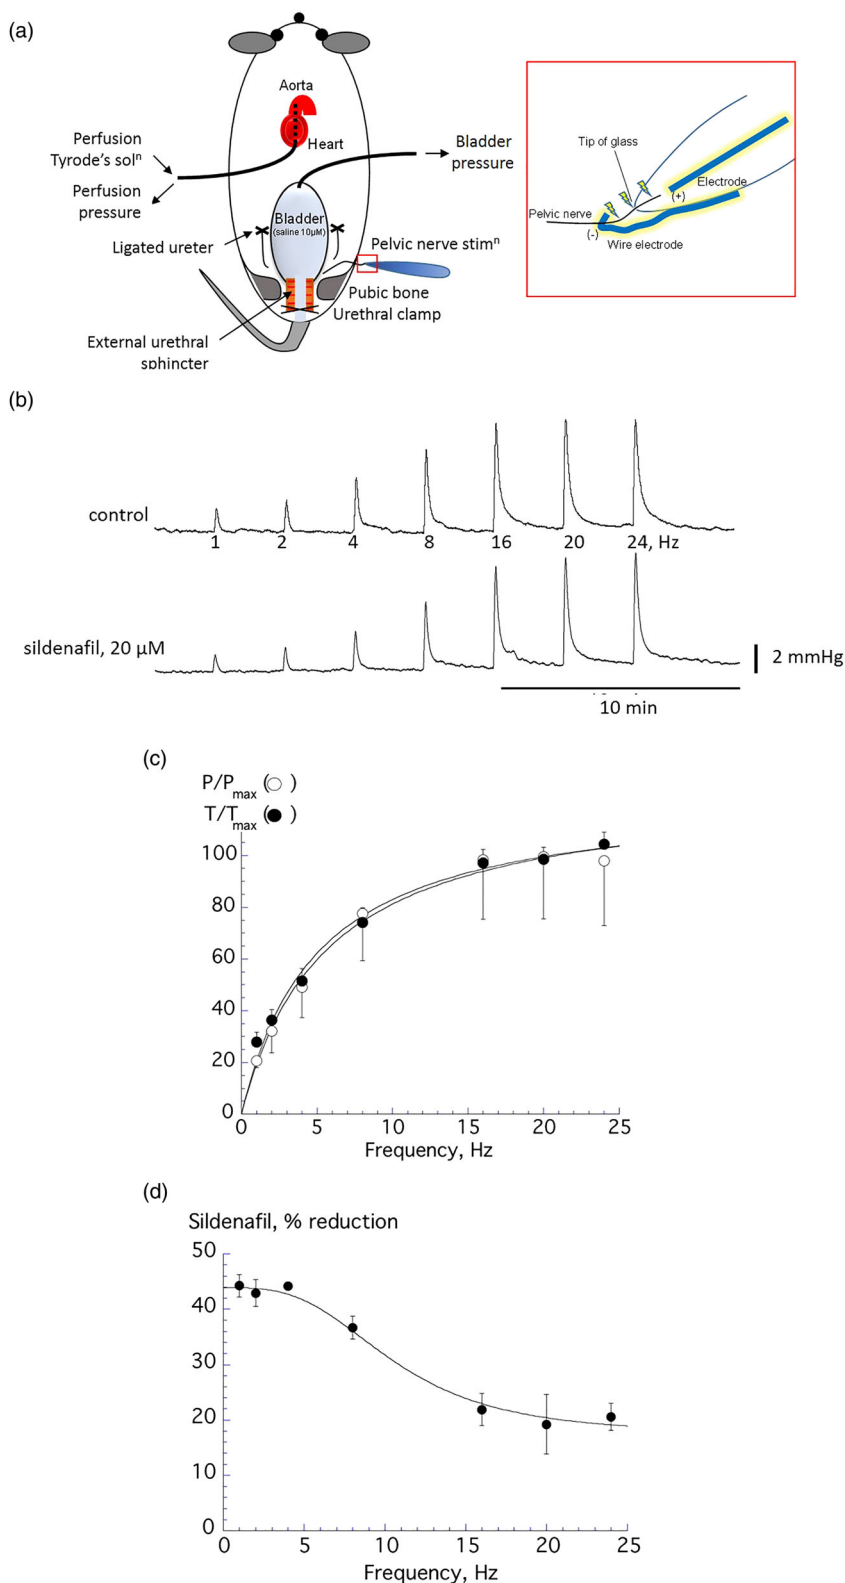 (a)
Aorta
Heart
Perfusion
Tyrode's solⁿ
Perfusion
pressure
Bladder
pressure
Bladder
(saline 10µM)
Ligated ureter
Pelvic nerve stimⁿ
Pubic bone
Urethral clamp
External urethral
sphincter
Tip of glass
Electrode
(+)
Pelvic nerve
(-)
Wire electrode
(b)
control
1 2 4 8 16 20 24, Hz
sildenafil, 20 µM
2 mmHg
10 min
(c)
P/Pmax (○)
T/Tmax (●)
100
80
60
40
20
0
0 5 10 15 20 25
Frequency, Hz
(d)
Sildenafil, % reduction
50
40
30
20
10
0
0 5 10 15 20 25
Frequency, Hz